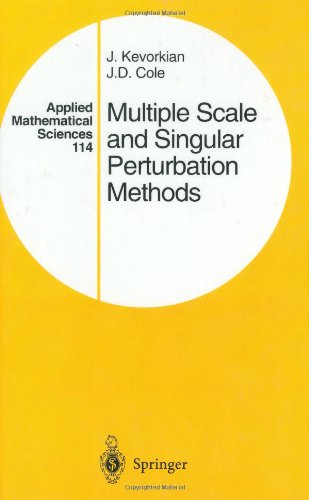 J. Kevorkian
J.D. Cole
Applied
Mathematical
Sciences
114
Multiple Scale
and Singular
Perturbation
Methods
Springer